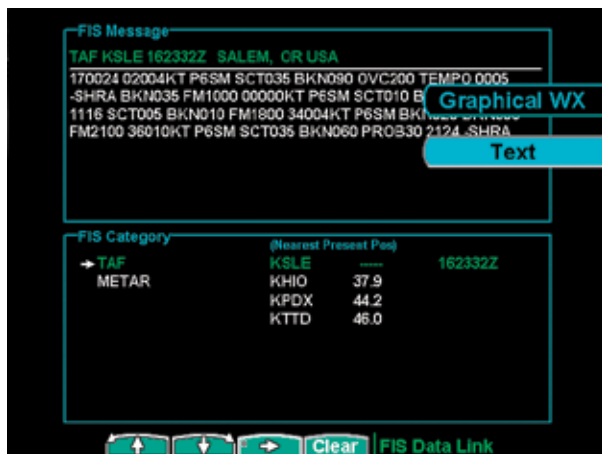 FIS Message
TAF KSLE 162332Z SALEM, OR USA
170024 02004KT P6SM SCT035 BKN090 OVC200 TEMPO 0005
-SHRA BKN035 FM1000 00000KT P6SM SCT010 B
1116 SCT005 BKN010 FM1800 34004KT P6SM
FM2100 36010KT P6SM SCT035 BKN060 PROB30 2124 -SHRA
Graphical WX
Text
FIS Category
(Nearest Present Pos)
TAF KSLE ----- 162332Z
METAR KHIO 37.9
KPDX 44.2
KTTD 46.0
Clear FIS Data Link